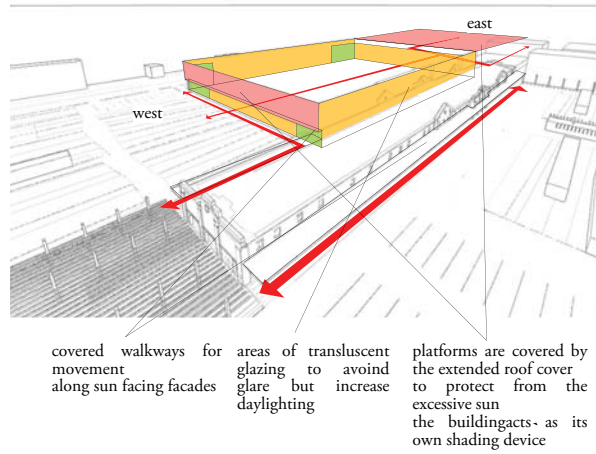 east
west
covered walkways for
movement
along sun facing facades
areas of transluscent
glazing to avoind
glare but increase
daylighting
platforms are covered by
the extended roof cover
to protect from the
excessive sun
the buildingacts as its
own shading device